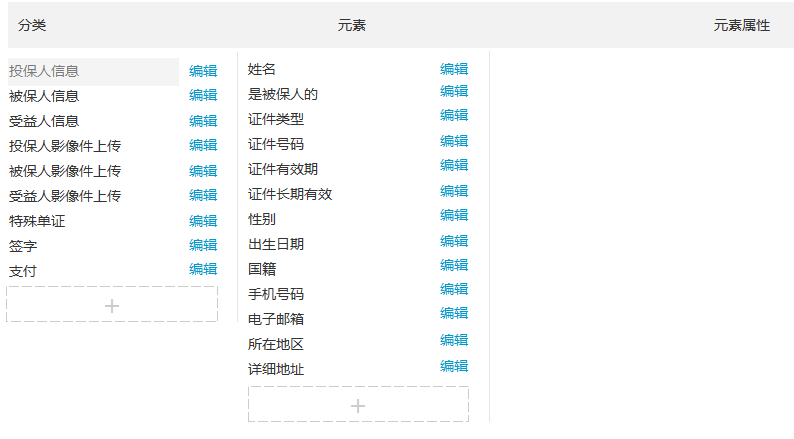 分类 元素 元素属性
投保人信息 编辑
被保人信息 编辑
受益人信息 编辑
投保人影像件上传 编辑
被保人影像件上传 编辑
受益人影像件上传 编辑
特殊单证 编辑
签字 编辑
支付 编辑
+
姓名 编辑
是被保人的 编辑
证件类型 编辑
证件号码 编辑
证件有效期 编辑
证件长期有效 编辑
性别 编辑
出生日期 编辑
国籍 编辑
手机号码 编辑
电子邮箱 编辑
所在地区 编辑
详细地址 编辑
+